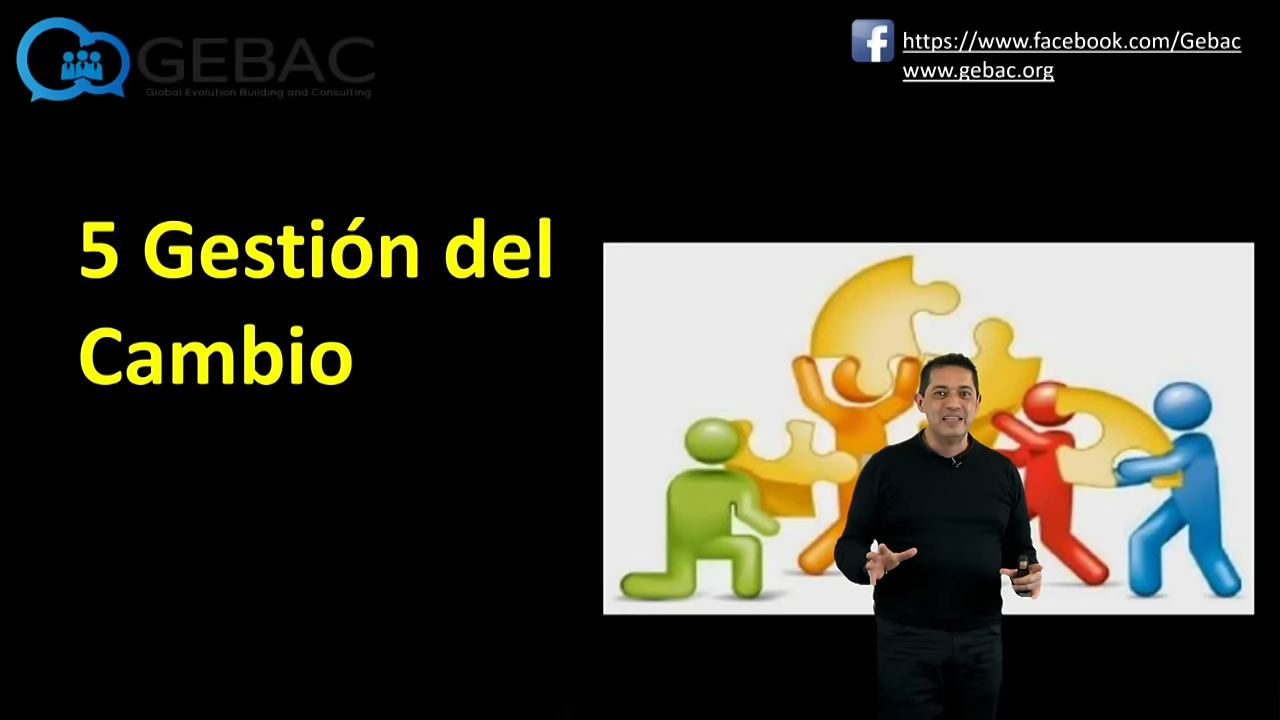 GEBAC
Global Evolution Building and Consulting
https://www.facebook.com/Gebac
www.gebac.org
5 Gestión del
Cambio